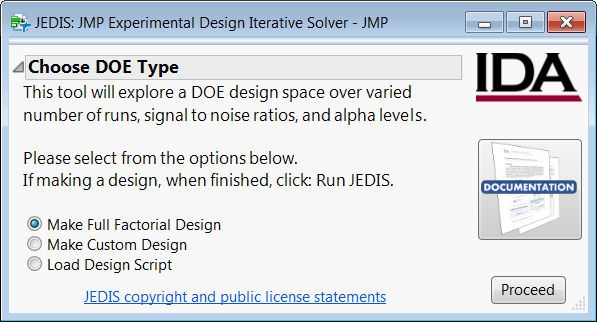 JEDIS: JMP Experimental Design Iterative Solver - JMP
Choose DOE Type
This tool will explore a DOE design space over varied
number of runs, signal to noise ratios, and alpha levels.
Please select from the options below.
If making a design, when finished, click: Run JEDIS.
Make Full Factorial Design
Make Custom Design
Load Design Script
JEDIS copyright and public license statements
IDA
DOCUMENTATION
Proceed